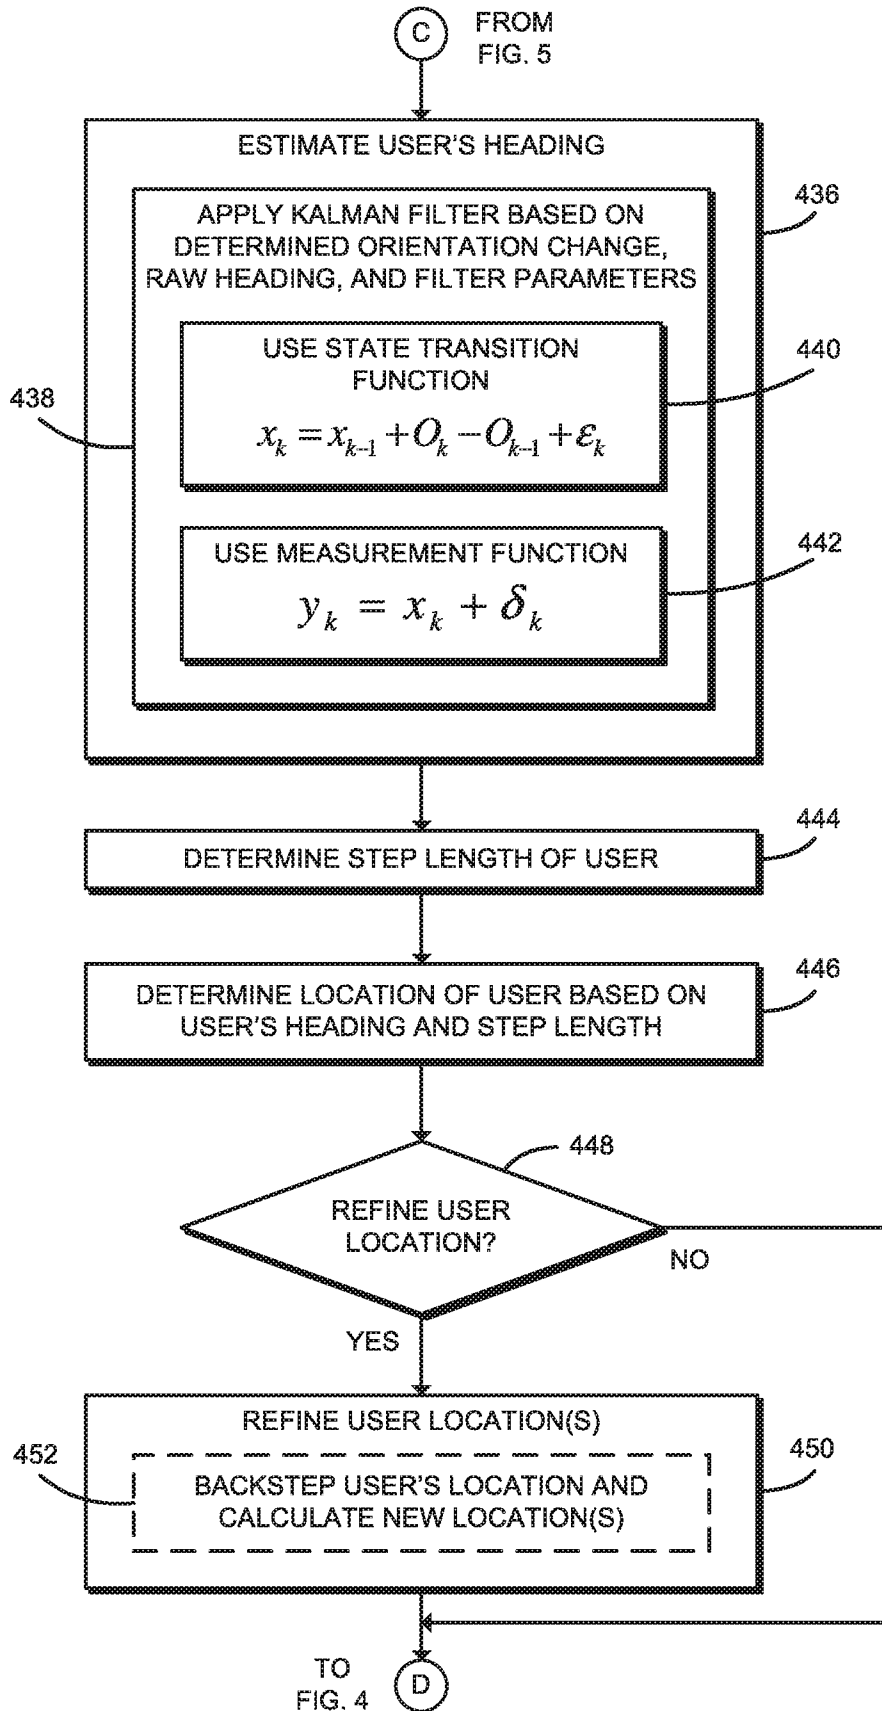 C
FROM
FIG. 5
ESTIMATE USER'S HEADING
436
APPLY KALMAN FILTER BASED ON
DETERMINED ORIENTATION CHANGE,
RAW HEADING, AND FILTER PARAMETERS
438
USE STATE TRANSITION
FUNCTION
440
x_k = x_{k-1} + O_k - O_{k-1} + ε_k
USE MEASUREMENT FUNCTION
442
y_k = x_k + δ_k
444
DETERMINE STEP LENGTH OF USER
446
DETERMINE LOCATION OF USER BASED ON
USER'S HEADING AND STEP LENGTH
448
REFINE USER
LOCATION?
NO
YES
REFINE USER LOCATION(S)
450
452
BACKSTEP USER'S LOCATION AND
CALCULATE NEW LOCATION(S)
TO
FIG. 4
D